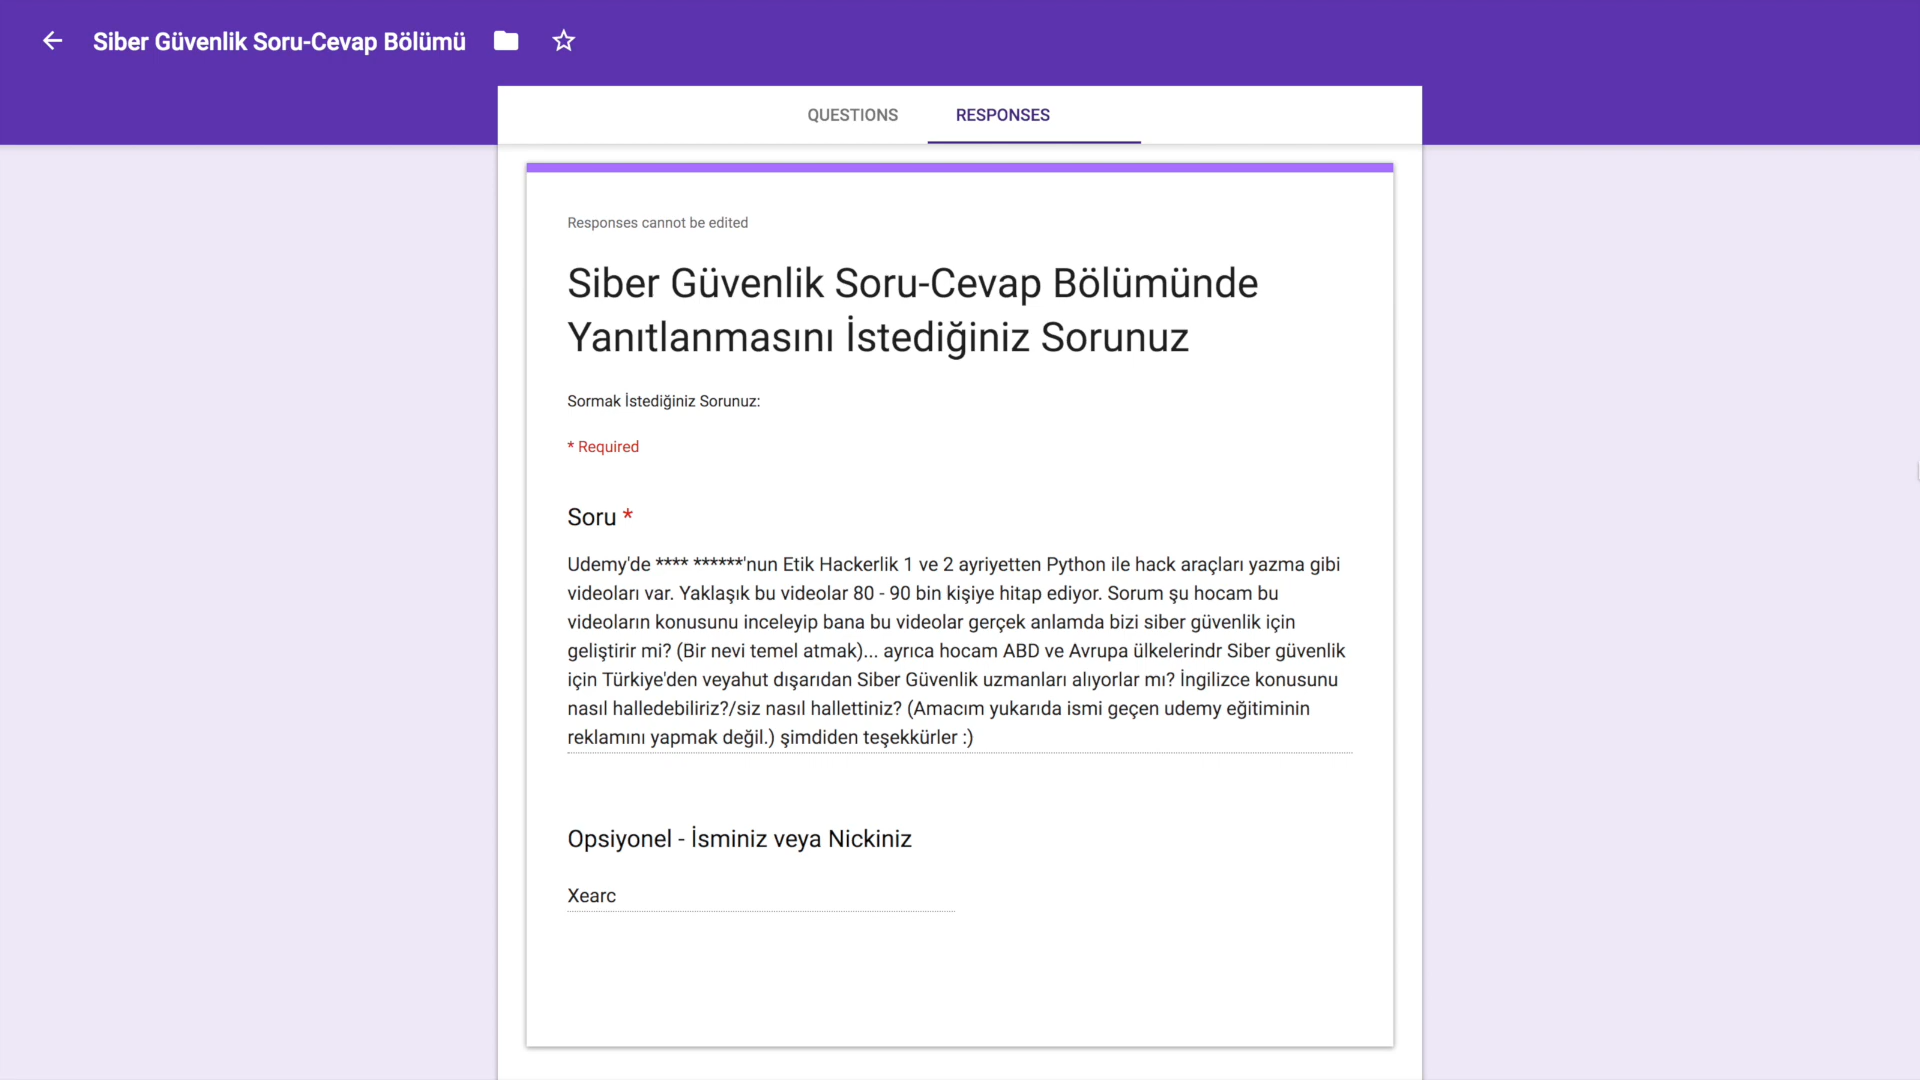 Siber Güvenlik Soru-Cevap Bölümü
QUESTIONS
RESPONSES
Responses cannot be edited
Siber Güvenlik Soru-Cevap Bölümünde
Yanıtlanmasını İstediğiniz Sorunuz
Sormak İstediğiniz Sorunuz:
* Required
Soru *
Udemy'de **** ******'nun Etik Hackerlik 1 ve 2 ayriyetten Python ile hack araçları yazma gibi
videoları var. Yaklaşık bu videolar 80 - 90 bin kişiye hitap ediyor. Sorum şu hocam bu
videoların konusunu inceleyip bana bu videolar gerçek anlamda bizi siber güvenlik için
geliştirir mi? (Bir nevi temel atmak)... ayrıca hocam ABD ve Avrupa ülkelerindr Siber güvenlik
için Türkiye'den veyahut dışarıdan Siber Güvenlik uzmanları alıyorlar mı? İngilizce konusunu
nasıl halledebiliriz?/siz nasıl hallettiniz? (Amacım yukarıda ismi geçen udemy eğitiminin
reklamını yapmak değil.) şimdiden teşekkürler :)
Opsiyonel - İsminiz veya Nickiniz
Xearc